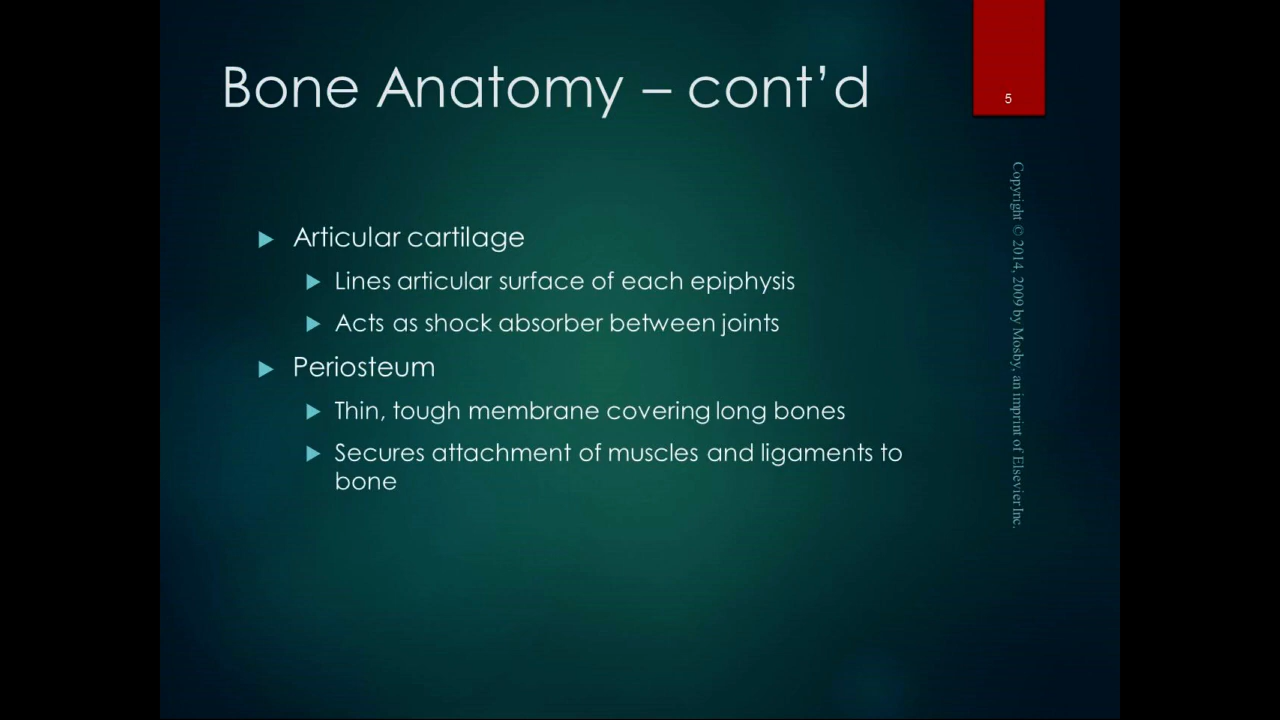 Bone Anatomy – cont’d
5
Articular cartilage
Lines articular surface of each epiphysis
Acts as shock absorber between joints
Periosteum
Thin, tough membrane covering long bones
Secures attachment of muscles and ligaments to
bone
Copyright © 2014, 2009 by Mosby, an imprint of Elsevier Inc.